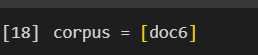 [18] corpus = [doc6]